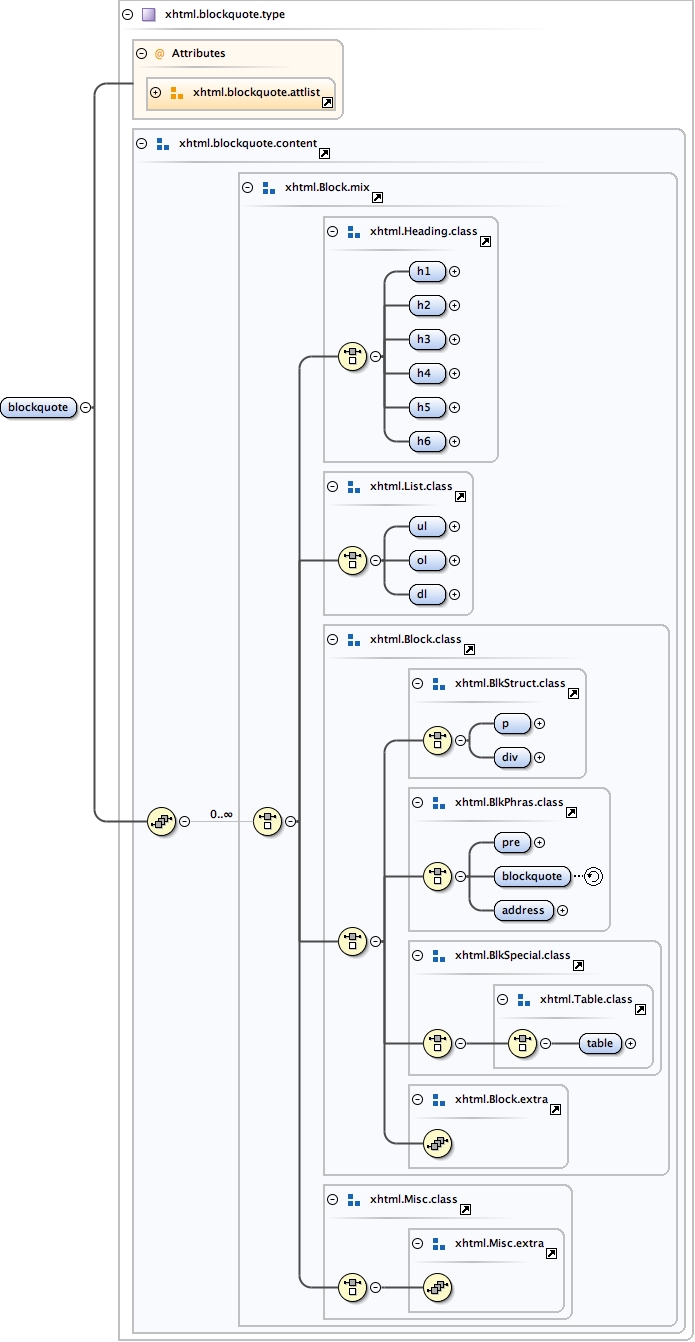 xhtml.blockquote.type
@ Attributes
xhtml.blockquote.attlist
xhtml.blockquote.content
xhtml.Block.mix
xhtml.Heading.class
h1
h2
h3
h4
h5
h6
blockquote
xhtml.List.class
ul
ol
dl
xhtml.Block.class
xhtml.BlkStruct.class
p
div
0..∞
xhtml.BlkPhras.class
pre
blockquote
address
xhtml.BlkSpecial.class
xhtml.Table.class
table
xhtml.Block.extra
xhtml.Misc.class
xhtml.Misc.extra